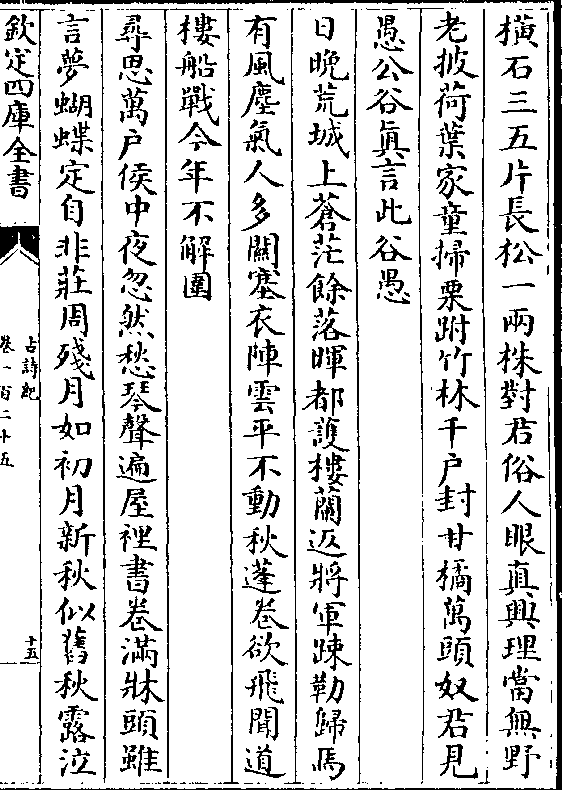 橫石三五片長松一兩株對君俗人眼真興理當無野
老披荷葉家童掃栗跗竹林千户封甘橘萬頭奴君見
愚公谷真言此谷愚
日晚荒城上蒼茫餘落暉都護樓蘭返將軍踈勒歸馬
有風塵氣人多關塞衣陣雲平不動秋蓬卷欲飛聞道
樓船戰今年不解圍
尋思萬户侯中夜忽然愁琴聲遍屋裡書卷滿牀頭雖
言夢蝴蝶定自非莊周殘月如初月新秋似舊秋露泣
欽定四庫全書
古詩紀
卷一百二十五
十五